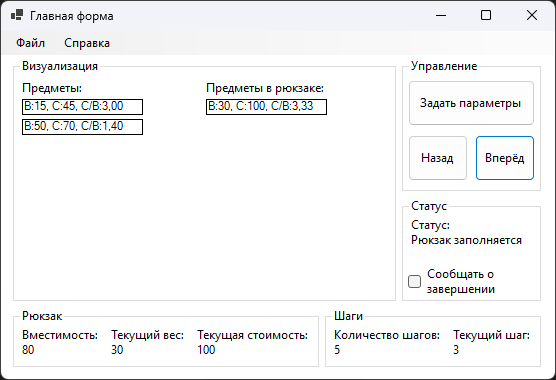 Главная форма
Файл Справка
Визуализация
Предметы:
В:15, С:45, С/В:3,00
В:50, С:70, С/В:1,40
Предметы в рюкзаке:
В:30, С:100, С/В:3,33
Управление
Задать параметры
Назад Вперёд
Статус
Статус:
Рюкзак заполняется
Сообщать о
завершении
Рюкзак
Вместимость: Текущий вес: Текущая стоимость:
80 30 100
Шаги
Количество шагов: Текущий шаг:
5 3